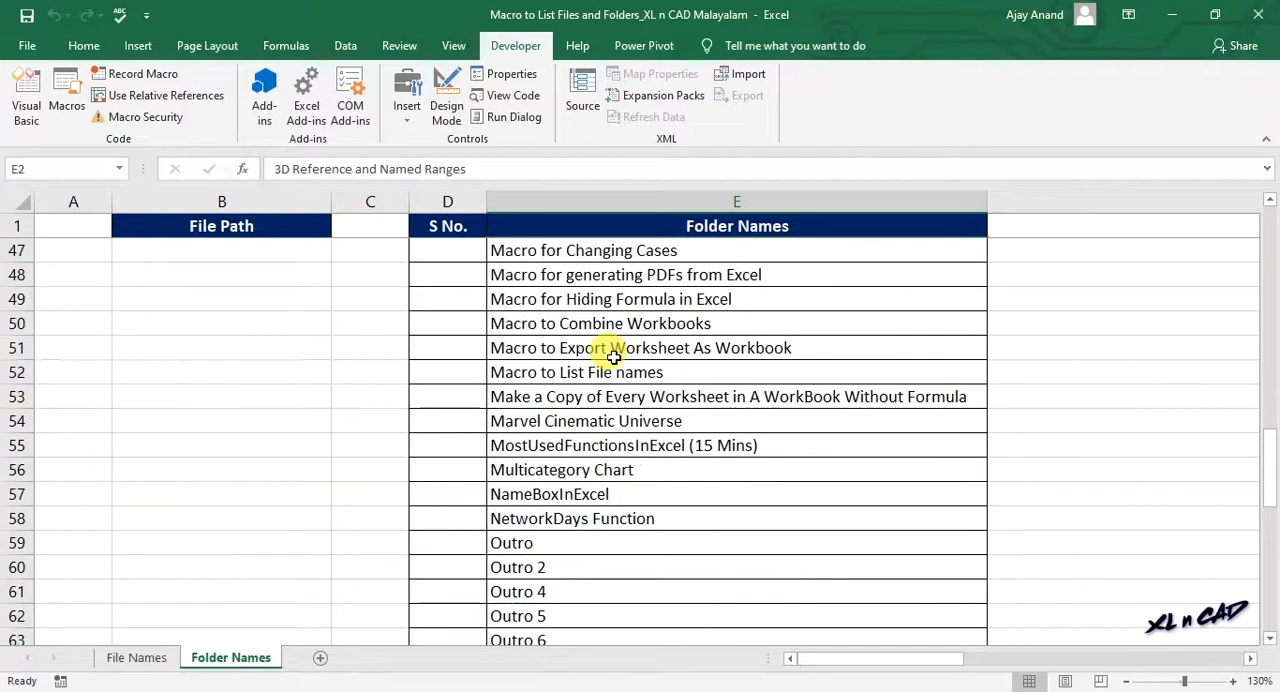 Macro to List Files and Folders_XL n CAD Malayalam - Excel
Ajay Anand
File Home Insert Page Layout Formulas Data Review View Developer Help Power Pivot Tell me what you want to do Share
Visual Basic
Macros
Record Macro
Use Relative References
Macro Security
Code
Add-ins
Excel Add-ins
COM Add-ins
Add-ins
Insert
Design Mode
Properties
View Code
Run Dialog
Controls
Source
Map Properties
Expansion Packs
Refresh Data
Import
Export
XML
E2
fx
3D Reference and Named Ranges
A B C D E
1 File Path S No. Folder Names
47 Macro for Changing Cases
48 Macro for generating PDFs from Excel
49 Macro for Hiding Formula in Excel
50 Macro to Combine Workbooks
51 Macro to Export Worksheet As Workbook
52 Macro to List File names
53 Make a Copy of Every Worksheet in A WorkBook Without Formula
54 Marvel Cinematic Universe
55 MostUsedFunctionsInExcel (15 Mins)
56 Multicategory Chart
57 NameBoxInExcel
58 NetworkDays Function
59 Outro
60 Outro 2
61 Outro 4
62 Outro 5
63 Outro 6
XL n CAD
File Names Folder Names
Ready 130%